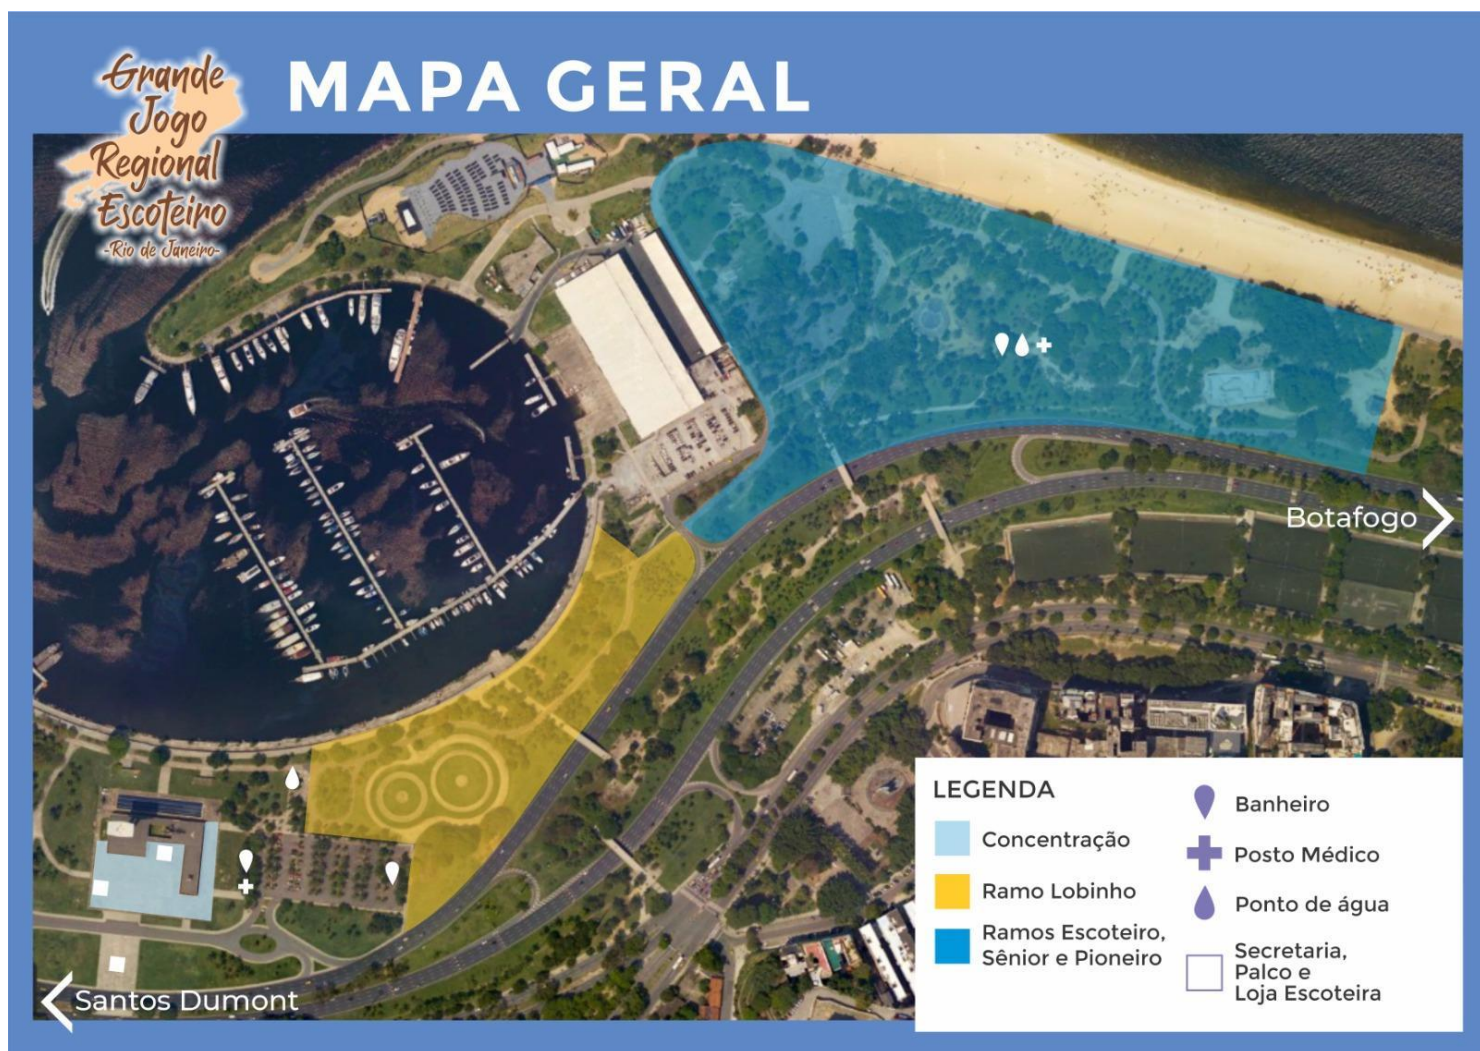 Grande
Jogo
Regional
Escoteiro
-Rio de Janeiro-
MAPA GERAL
Botafogo
Santos Dumont
LEGENDA
Concentração
Ramo Lobinho
Ramos Escoteiro,
Sênior e Pioneiro
Banheiro
Posto Médico
Ponto de água
Secretaria,
Palco e
Loja Escoteira